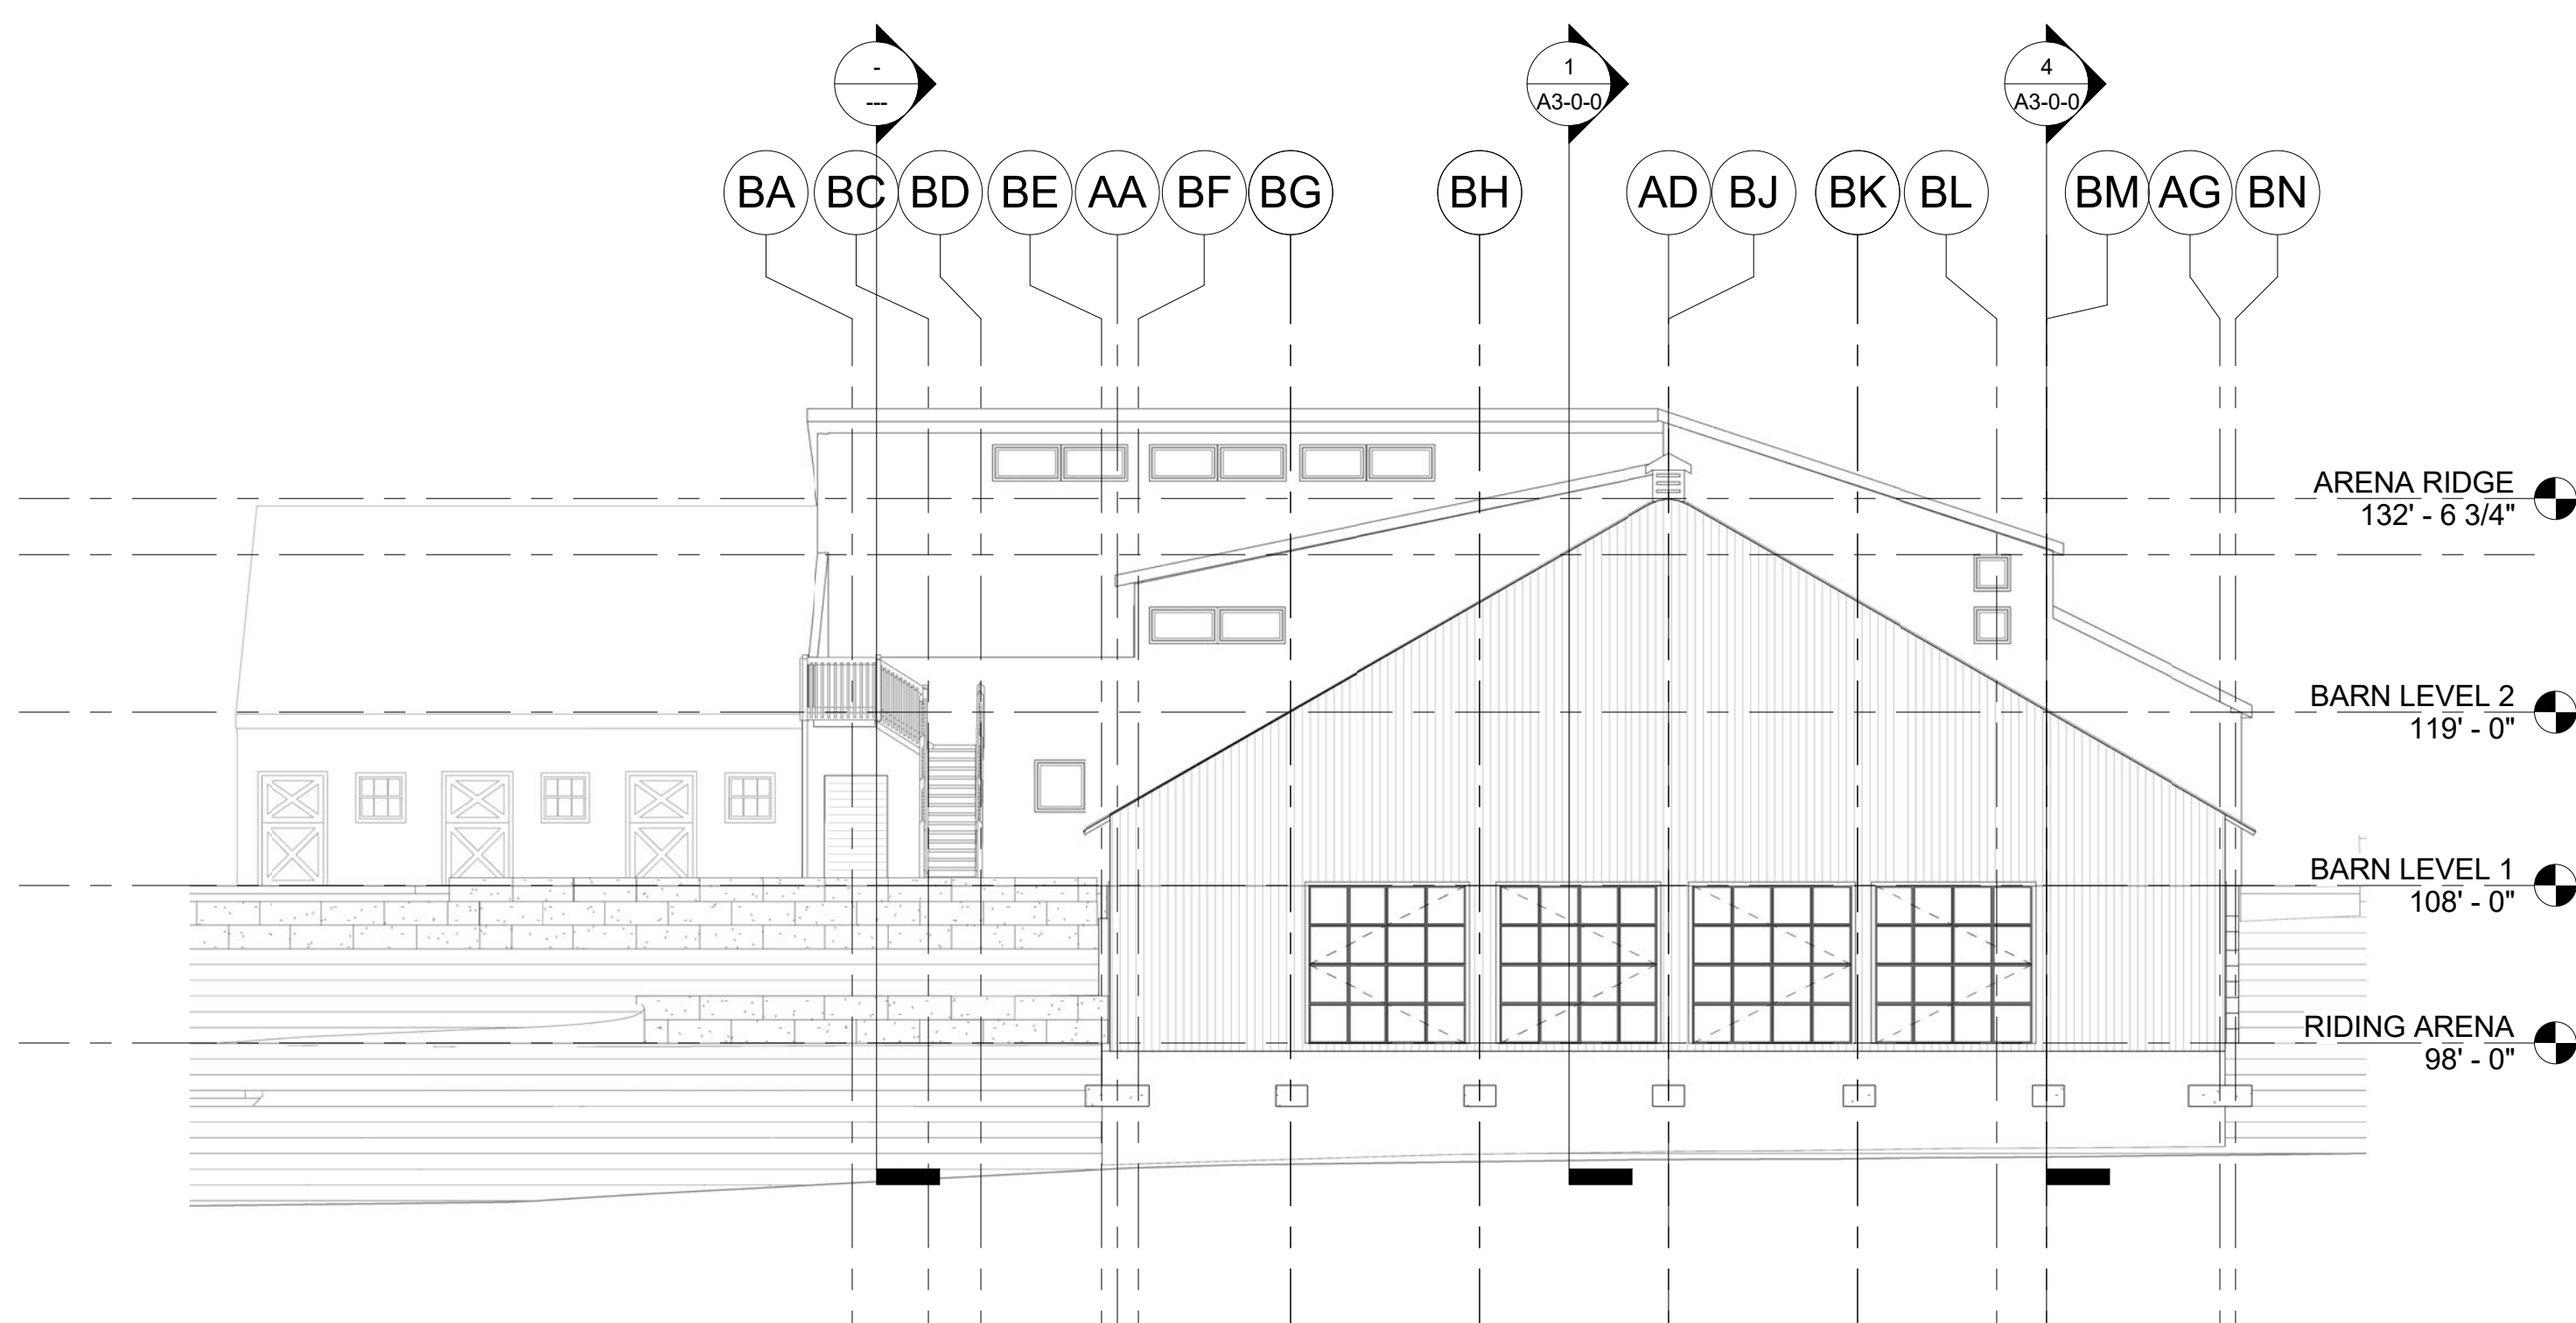 -
---
1
A3-0-0
4
A3-0-0
BA
BC
BD
BE
AA
BF
BG
BH
AD
BJ
BK
BL
BM
AG
BN
ARENA RIDGE
132' - 6 3/4"
BARN LEVEL 2
119' - 0"
BARN LEVEL 1
108' - 0"
RIDING ARENA
98' - 0"